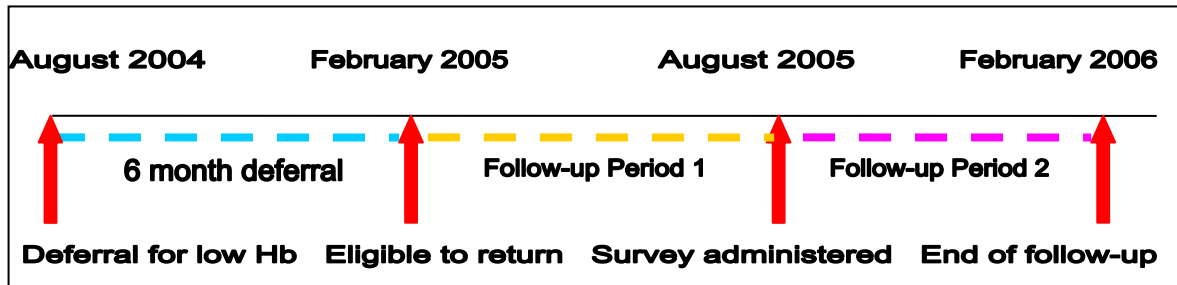 August 2004 February 2005 August 2005 February 2006
6 month deferral Follow-up Period 1 Follow-up Period 2
Deferral for low Hb Eligible to return Survey administered End of follow-up